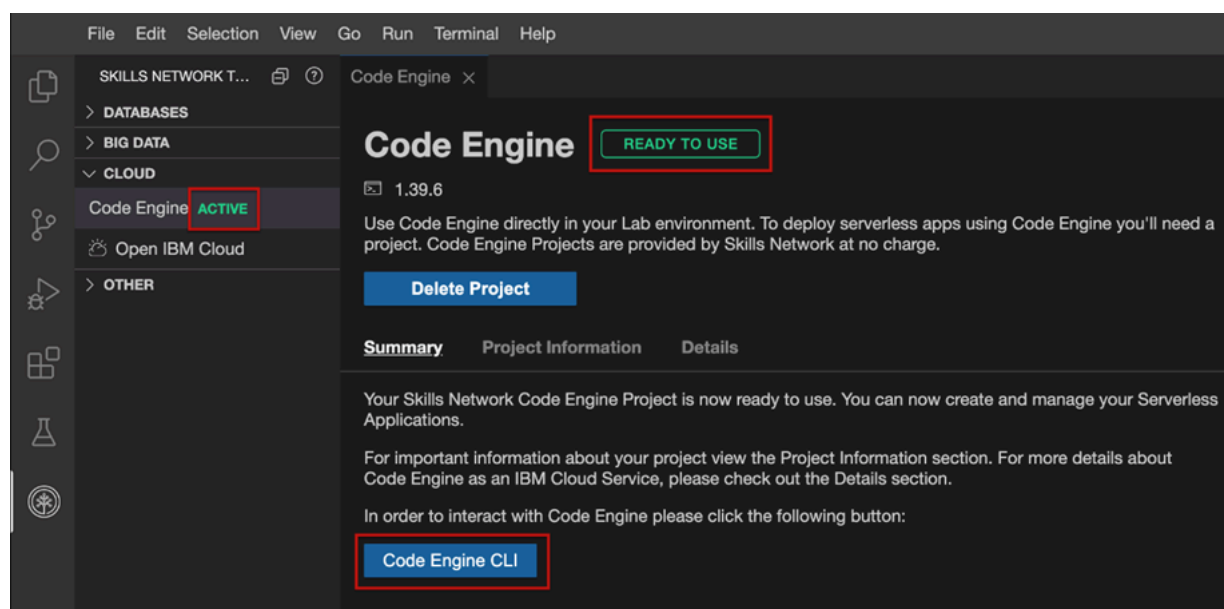 File Edit Selection View Go Run Terminal Help
SKILLS NETWORK T...
DATABASES
BIG DATA
CLOUD
Code Engine ACTIVE
Open IBM Cloud
OTHER
Code Engine
Code Engine READY TO USE
1.39.6
Use Code Engine directly in your Lab environment. To deploy serverless apps using Code Engine you'll need a
project. Code Engine Projects are provided by Skills Network at no charge.
Delete Project
Summary Project Information Details
Your Skills Network Code Engine Project is now ready to use. You can now create and manage your Serverless
Applications.
For important information about your project view the Project Information section. For more details about
Code Engine as an IBM Cloud Service, please check out the Details section.
In order to interact with Code Engine please click the following button:
Code Engine CLI